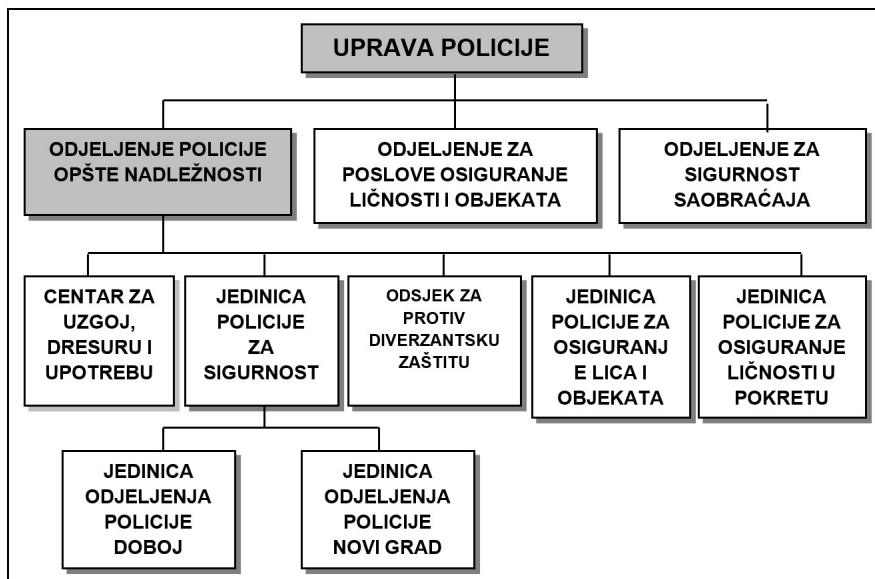 UPRAVA POLICIJE
ODJELJENJE POLICIJE
OPŠTE NADLEŽNOSTI
ODJELJENJE ZA
POSLOVE OSIGURANJE
LIČNOSTI I OBJEKATA
ODJELJENJE ZA
SIGURNOST
SAOBRAĆAJA
CENTAR ZA
UZGOJ,
DRESURU I
UPOTREBU
JEDINICA
POLICIJE
ZA
SIGURNOST
ODSJEK ZA
PROTIV
DIVERZANTSKU
ZAŠTITU
JEDINICA
POLICIJE ZA
OSIGURANJ
E LICA I
OBJEKATA
JEDINICA
POLICIJE ZA
OSIGURANJE
LIČNOSTI U
POKRETU
JEDINICA
ODJELJENJA
POLICIJE
DOBOJ
JEDINICA
ODJELJENJA
POLICIJE
NOVI GRAD